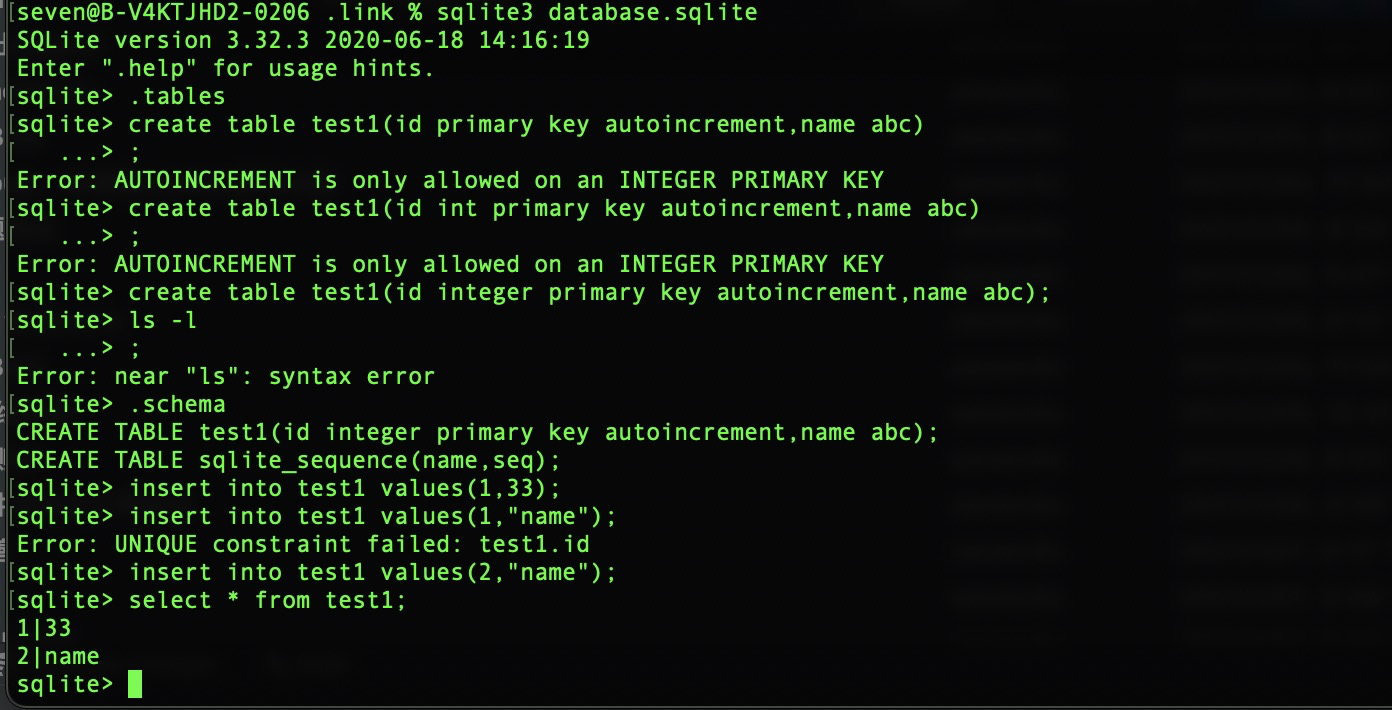 [seven@B-V4KTJHD2-0206 .link % sqlite3 database.sqlite
SQLite version 3.32.3 2020-06-18 14:16:19
Enter ".help" for usage hints.
[sqlite> .tables
[sqlite> create table test1(id primary key autoincrement,name abc)
[   ...> ;
Error: AUTOINCREMENT is only allowed on an INTEGER PRIMARY KEY
[sqlite> create table test1(id int primary key autoincrement,name abc)
[   ...> ;
Error: AUTOINCREMENT is only allowed on an INTEGER PRIMARY KEY
[sqlite> create table test1(id integer primary key autoincrement,name abc);
[sqlite> ls -l
[   ...> ;
Error: near "ls": syntax error
[sqlite> .schema
CREATE TABLE test1(id integer primary key autoincrement,name abc);
CREATE TABLE sqlite_sequence(name,seq);
[sqlite> insert into test1 values(1,33);
[sqlite> insert into test1 values(1,"name");
Error: UNIQUE constraint failed: test1.id
[sqlite> insert into test1 values(2,"name");
[sqlite> select * from test1;
1|33
2|name
sqlite>